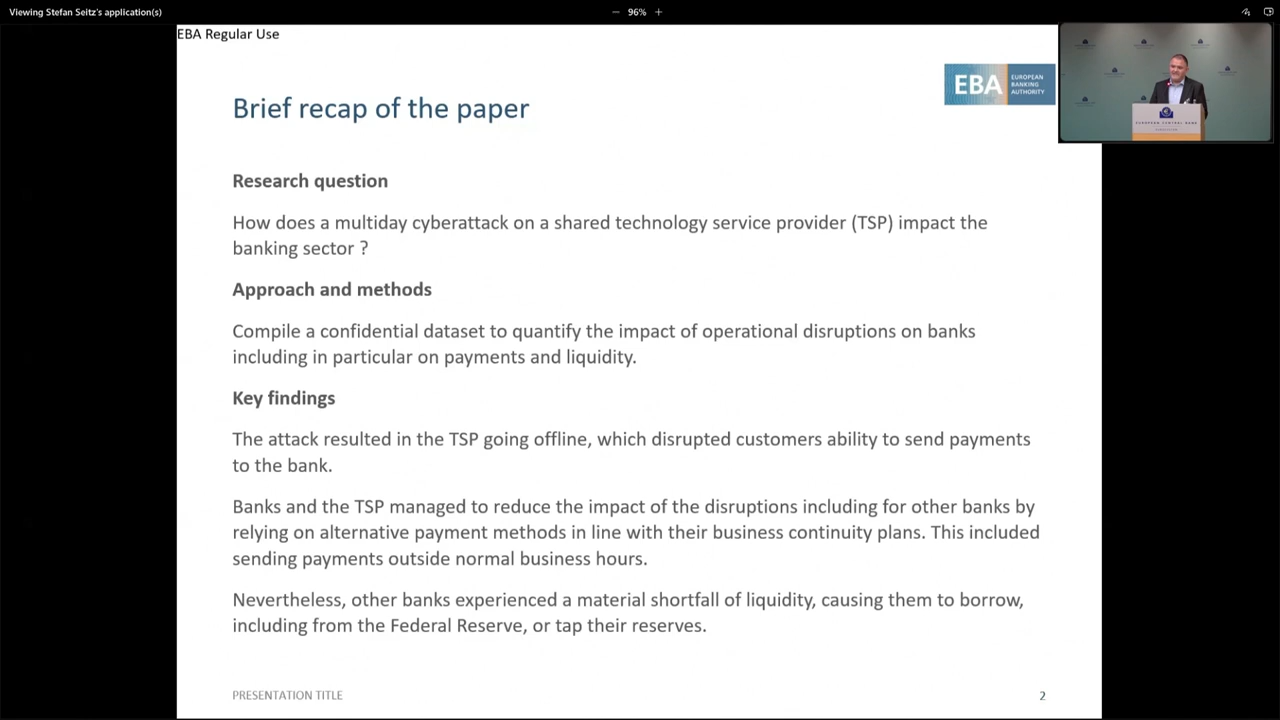 Viewing Stefan Seitz's application(s)
− 96% +
EBA Regular Use
EBA EUROPEAN
BANKING
AUTHORITY
Brief recap of the paper
EUROPEAN CENTRAL BANK
Research question
How does a multiday cyberattack on a shared technology service provider (TSP) impact the
banking sector ?
Approach and methods
Compile a confidential dataset to quantify the impact of operational disruptions on banks
including in particular on payments and liquidity.
Key findings
The attack resulted in the TSP going offline, which disrupted customers ability to send payments
to the bank.
Banks and the TSP managed to reduce the impact of the disruptions including for other banks by
relying on alternative payment methods in line with their business continuity plans. This included
sending payments outside normal business hours.
Nevertheless, other banks experienced a material shortfall of liquidity, causing them to borrow,
including from the Federal Reserve, or tap their reserves.
PRESENTATION TITLE
2